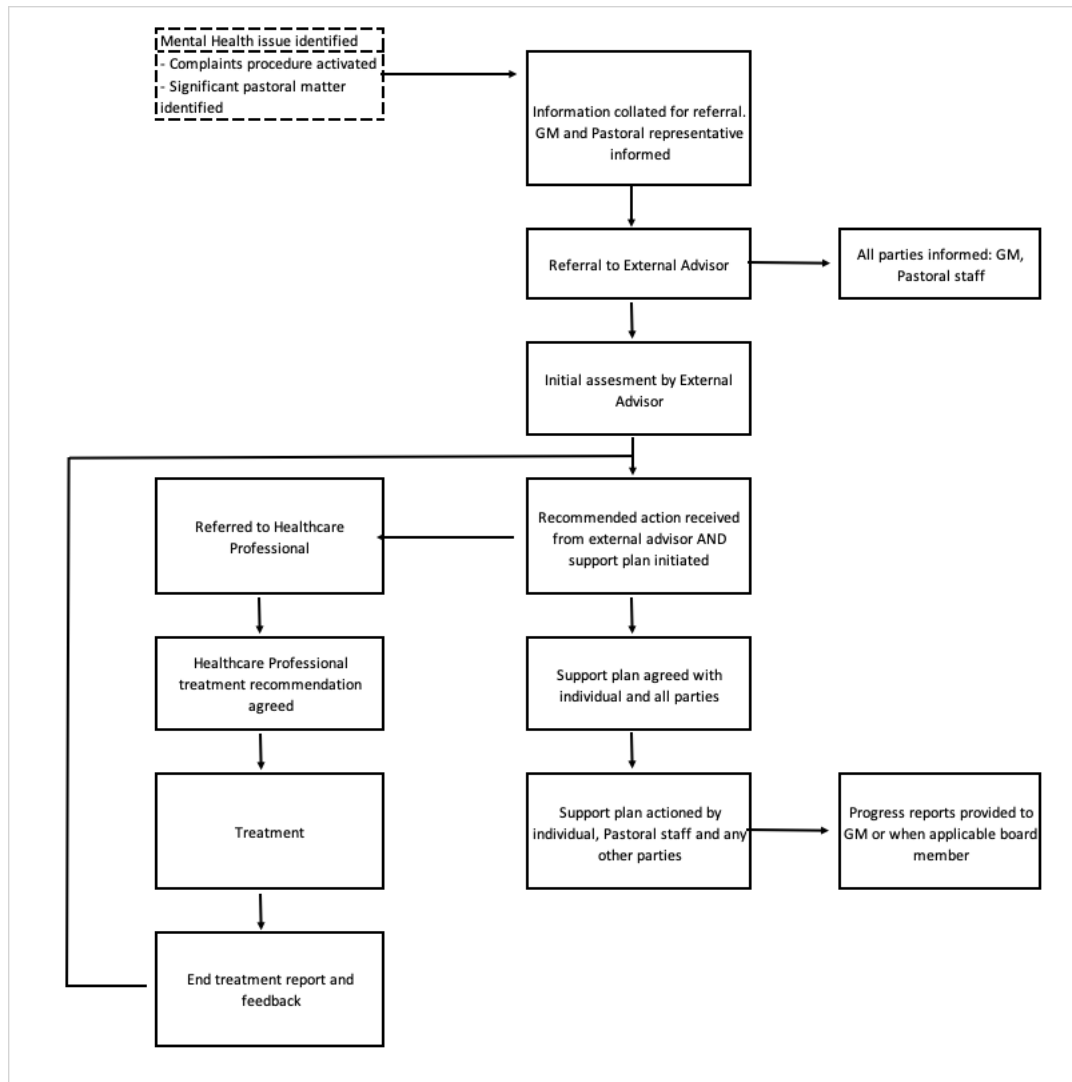 Mental Health issue identified
- Complaints procedure activated
- Significant pastoral matter
identified
Information collated for referral.
GM and Pastoral representative
informed
Referral to External Advisor
All parties informed: GM,
Pastoral staff
Initial assesment by External
Advisor
Referred to Healthcare
Professional
Recommended action received
from external advisor AND
support plan initiated
Healthcare Professional
treatment recommendation
agreed
Support plan agreed with
individual and all parties
Treatment
Support plan actioned by
individual, Pastoral staff and any
other parties
Progress reports provided to
GM or when applicable board
member
End treatment report and
feedback